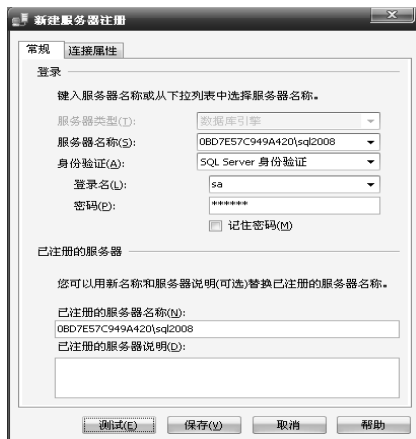 新建服务器注册
常规 连接属性
登录
键入服务器名称或从下拉列表中选择服务器名称。
服务器类型(T): 数据库引擎
服务器名称(S): 0BD7E57C949A420\sql2008
身份验证(A): SQL Server 身份验证
登录名(L): sa
密码(P): ******
记住密码(M)
已注册的服务器
您可以用新名称和服务器说明(可选)替换已注册的服务器名称。
已注册的服务器名称(N):
0BD7E57C949A420\sql2008
已注册的服务器说明(D):
测试(E) 保存(V) 取消 帮助